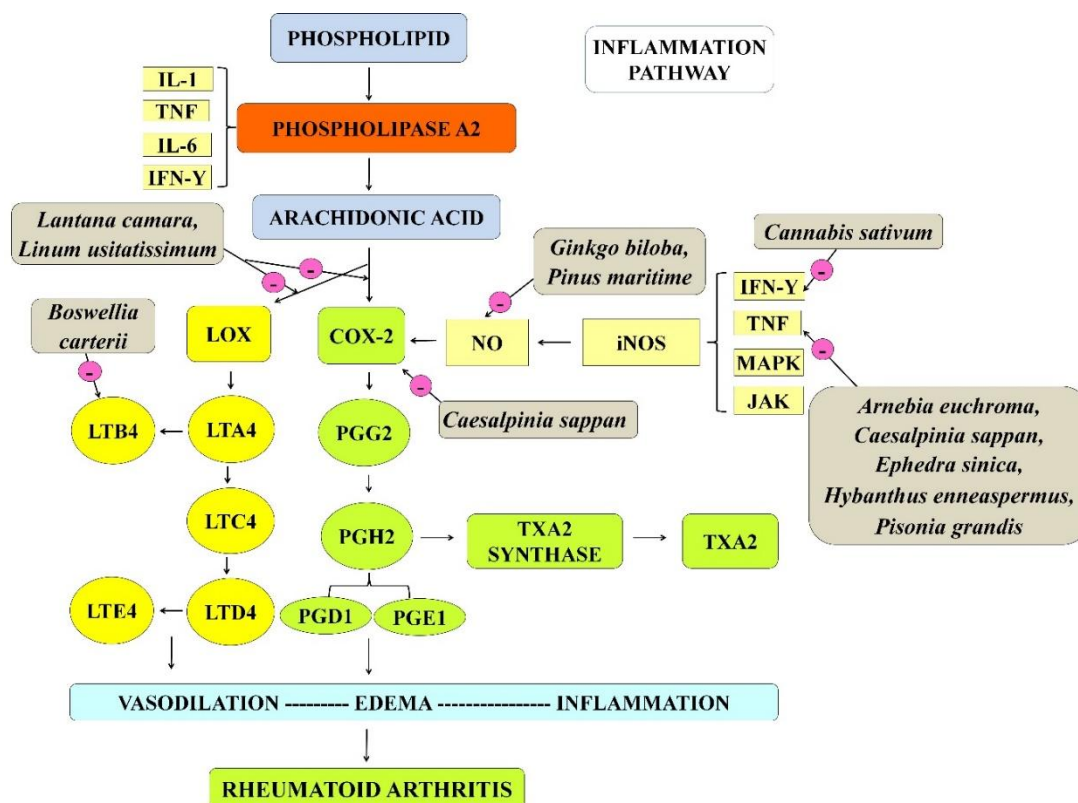 PHOSPHOLIPID
INFLAMMATION
PATHWAY
IL-1
TNF
IL-6
IFN-Y
PHOSPHOLIPASE A2
ARACHIDONIC ACID
Lantana camara,
Linum usitatissimum
-
-
Ginkgo biloba,
Pinus maritime
-
Cannabis sativum
-
Boswellia
carterii
-
LOX
COX-2
NO
iNOS
IFN-Y
TNF
MAPK
JAK
-
-
Caesalpinia sappan
Arnebia euchroma,
Caesalpinia sappan,
Ephedra sinica,
Hybanthus enneaspermus,
Pisonia grandis
LTB4
LTA4
PGG2
LTC4
PGH2
TXA2
SYNTHASE
TXA2
LTE4
LTD4
PGD1
PGE1
VASODILATION --------- EDEMA ---------------- INFLAMMATION
RHEUMATOID ARTHRITIS